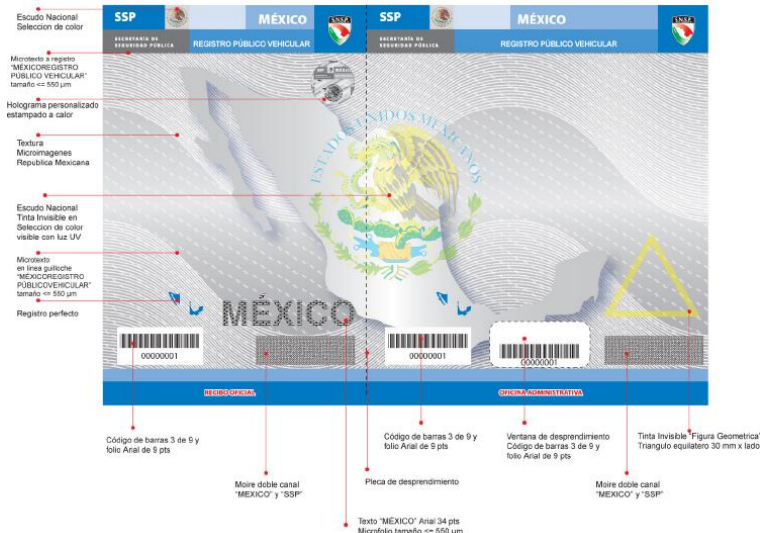 Escudo Nacional
Seleccion de color
Microtexto a registro
"MÉXICOREGISTRO
PÚBLICO VEHICULAR"
tamaño <= 550 µm
Holograma personalizado
estampado a calor
Textura
Microimagenes
Republica Mexicana
Escudo Nacional
Tinta Invisible en
Seleccion de color
visible con luz UV
Microtexto
en linea guilloche
"MÉXICOREGISTRO
PÚBLICOVEHICULAR"
tamaño <= 550 µm
Registro perfecto
SSP
MÉXICO
SNSP
SECRETARÍA DE
SEGURIDAD PÚBLICA
REGISTRO PÚBLICO VEHICULAR
SSP
MÉXICO
SNSP
SECRETARÍA DE
SEGURIDAD PÚBLICA
REGISTRO PÚBLICO VEHICULAR
ESTADOS UNIDOS MEXICANOS
MÉXICO
00000001
00000001
00000001
RECIBO OFICIAL
OFICINA ADMINISTRATIVA
Código de barras 3 de 9 y
folio Arial de 9 pts
Código de barras 3 de 9 y
folio Arial de 9 pts
Ventana de desprendimiento
Código de barras 3 de 9 y
folio Arial de 9 pts
Tinta Invisible "Figura Geometrica"
Triangulo equilatero 30 mm x lado
Moire doble canal
"MEXICO" y "SSP"
Pleca de desprendimiento
Moire doble canal
"MEXICO" y "SSP"
Texto "MÉXICO" Arial 34 pts
Microfolio tamaño <= 550 µm